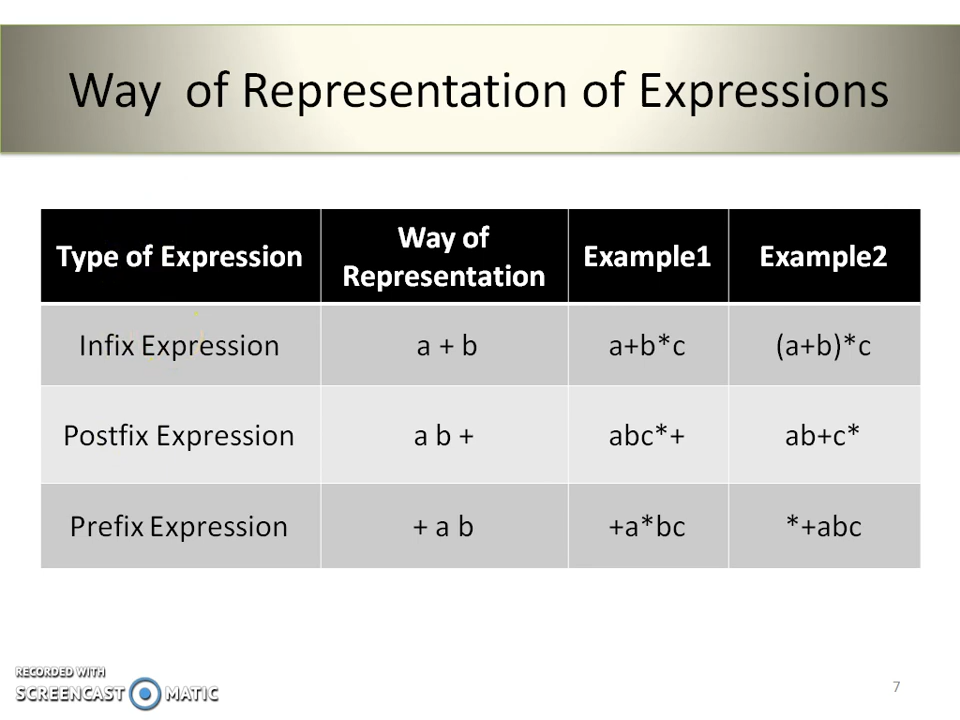 Way of Representation of Expressions
Type of Expression
Way of
Representation
Example1
Example2
Infix Expression
a + b
a+b*c
(a+b)*c
Postfix Expression
a b +
abc*+
ab+c*
Prefix Expression
+ a b
+a*bc
*+abc
RECORDED WITH
SCREENCAST MATIC
7